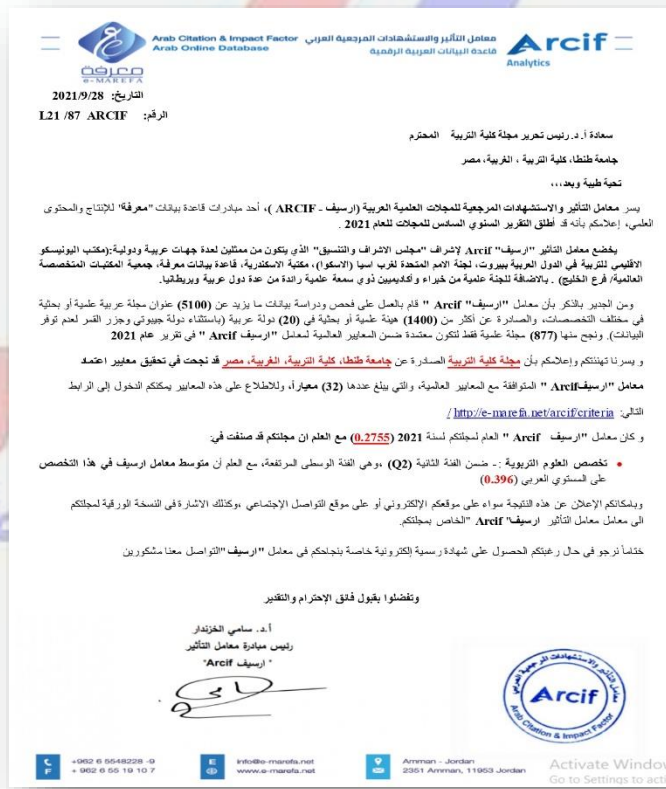 معامل التأثير والاستشهادات المرجعية العربي Arab Citation & Impact Factor
قاعدة البيانات العربية الرقمية Arab Online Database
Arcif
Analytics
معرفة
e-MAREFA
التاريخ: 2021/9/28
الرقم: L21 /87 ARCIF
سعادة أ. د. رئيس تحرير مجلة كلية التربية المحترم
جامعة طنطا، كلية التربية ، الغربية، مصر
تحية طيبة وبعد،،،
يسر معامل التأثير والاستشهادات المرجعية للمجلات العلمية العربية (ارسيف - ARCIF )، أحد مبادرات قاعدة بيانات "معرفة" للإنتاج والمحتوى
العلمي، إعلامكم بأنه قد أطلق التقرير السنوي السادس للمجلات للعام 2021 .
يخضع معامل التأثير "ارسيف" Arcif لإشراف "مجلس الاشراف والتنسيق" الذي يتكون من ممثلين لعدة جهات عربية ودولية:(مكتب اليونيسكو
الاقليمي للتربية في الدول العربية ببيروت، لجنة الامم المتحدة لغرب اسيا (الاسكوا)، مكتبة الاسكندرية، قاعدة بيانات معرفة، جمعية المكتبات المتخصصة
العالمية/ فرع الخليج) . بالاضافة للجنة علمية من خبراء وأكاديميين ذوي سمعة علمية رائدة من عدة دول عربية وبريطانيا.
ومن الجدير بالذكر بأن معامل "ارسيف Arcif " قام بالعمل على فحص ودراسة بيانات ما يزيد عن (5100) عنوان مجلة عربية علمية أو بحثية
في مختلف التخصصات، والصادرة عن أكثر من (1400) هيئة علمية أو بحثية في (20) دولة عربية (باستثناء دولة جيبوتي وجزر القمر لعدم توفر
البيانات). ونجح منها (877) مجلة علمية فقط لتكون معتمدة ضمن المعايير العالمية لمعامل "ارسيف Arcif " في تقرير عام 2021
و يسرنا تهنئتكم وإعلامكم بأن مجلة كلية التربية الصادرة عن جامعة طنطا، كلية التربية، الغربية، مصر قد نجحت في تحقيق معايير اعتماد
معامل "ارسيفArcif " المتوافقة مع المعايير العالمية، والتي يبلغ عددها (32) معياراً، وللاطلاع على هذه المعايير يمكنكم الدخول إلى الرابط
التالي: http://e-marefa.net/arcif/criteria/
و كان معامل "ارسيف Arcif " العام لمجلتكم لسنة 2021 (0.2755) مع العلم ان مجلتكم قد صنفت في:
• تخصص العلوم التربوية :- ضمن الفئة الثانية (Q2) ،وهي الفئة الوسطى المرتفعة، مع العلم أن متوسط معامل ارسيف في هذا التخصص
على المستوي العربي (0.396)
وبامكانكم الإعلان عن هذه النتيجة سواء على موقعكم الإلكتروني أو على موقع التواصل الإجتماعي ،وكذلك الاشارة في النسخة الورقية لمجلتكم
الى معامل معامل التأثير ارسيف" Arcif "الخاص بمجلتكم.
ختاماً نرجو في حال رغبتكم الحصول على شهادة رسمية إلكترونية خاصة بنجاحكم في معامل "ارسيف"التواصل معنا مشكورين
وتفضلوا بقبول فائق الإحترام والتقدير
أ.د. سامي الخزندار
رئيس مبادرة معامل التأثير
" ارسيف Arcif"
معامل التأثير والاستشهادات المرجعية العربي
Arcif
Arab Citation & Impact Factor
+962 6 5548228 -9
+ 962 6 55 19 10 7
info@e-marefa.net
www.e-marefa.net
Amman - Jordan
2351 Amman, 11953 Jordan
Activate Window
Go to Settings to acti